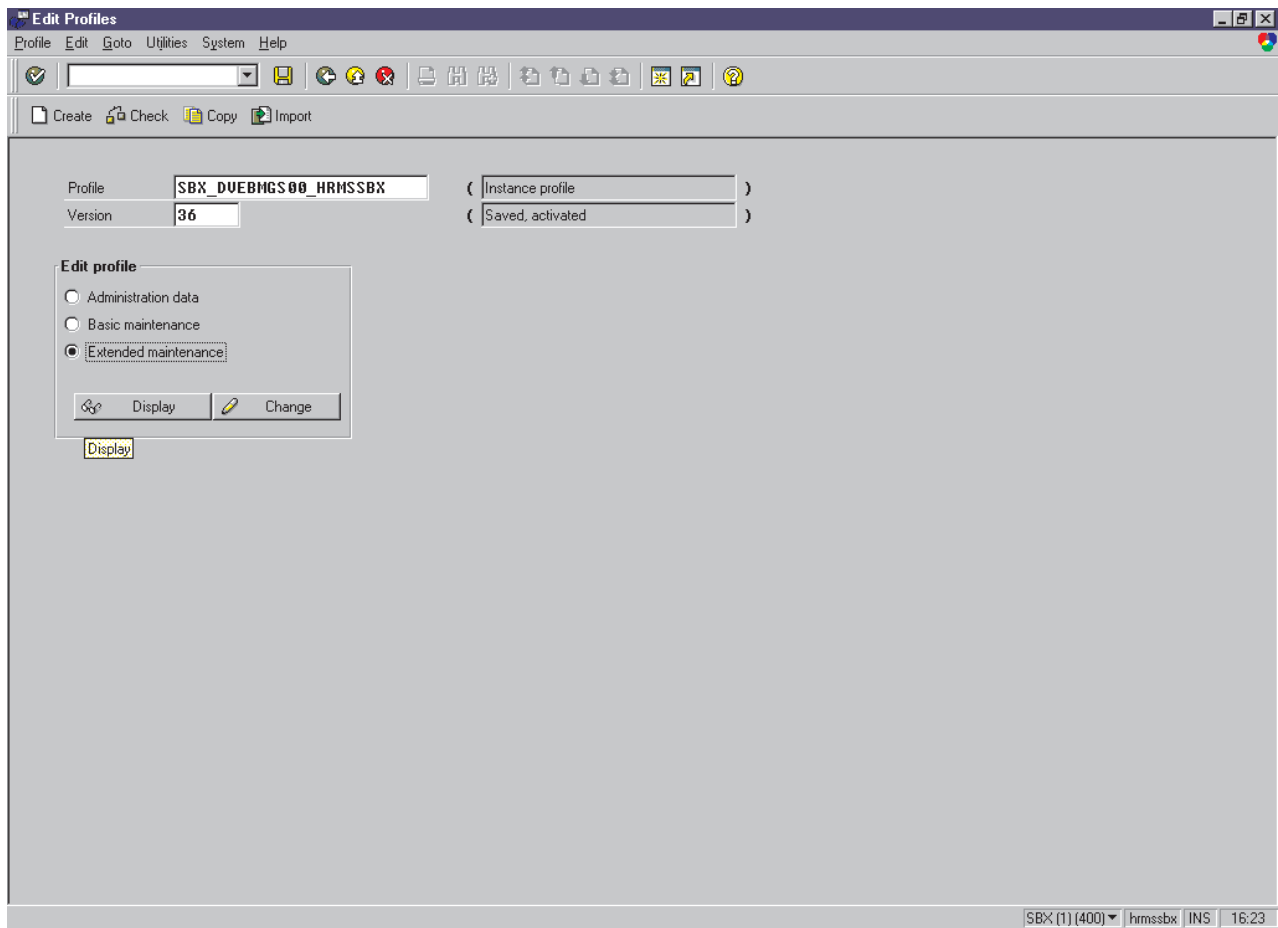 Edit Profiles
Profile Edit Goto Utilities System Help
Create Check Copy Import
Profile SBX_DVEBMGS00_HRMSSBX ( Instance profile )
Version 36 ( Saved, activated )
Edit profile
Administration data
Basic maintenance
Extended maintenance
Display Change
Display
SBX (1) (400) hrmssbx INS 16:23